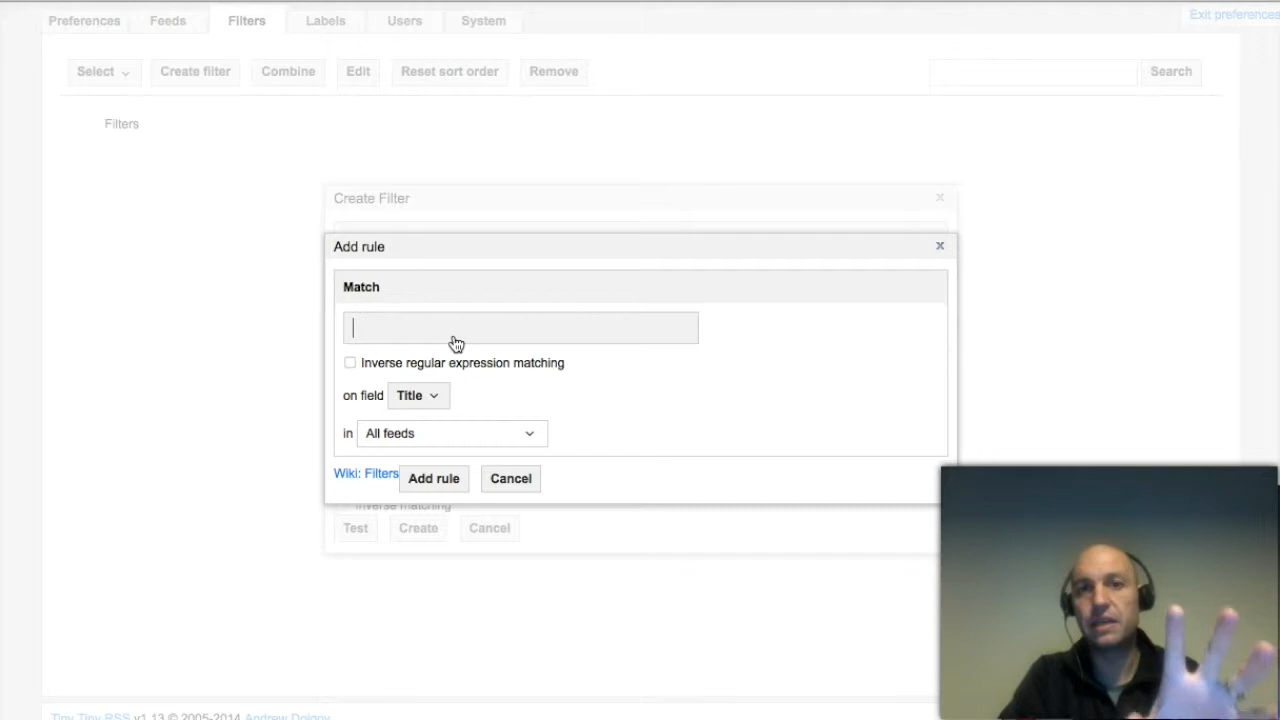 Preferences Feeds Filters Labels Users System Exit preferences
Select Create filter Combine Edit Reset sort order Remove Search
Filters
Create Filter x
Add rule x
Match
Inverse regular expression matching
on field Title
in All feeds
Wiki: Filters Add rule Cancel
Inverse matching
Test Create Cancel
Tiny Tiny RSS v1.13 © 2005-2014 Andrew Dolgov